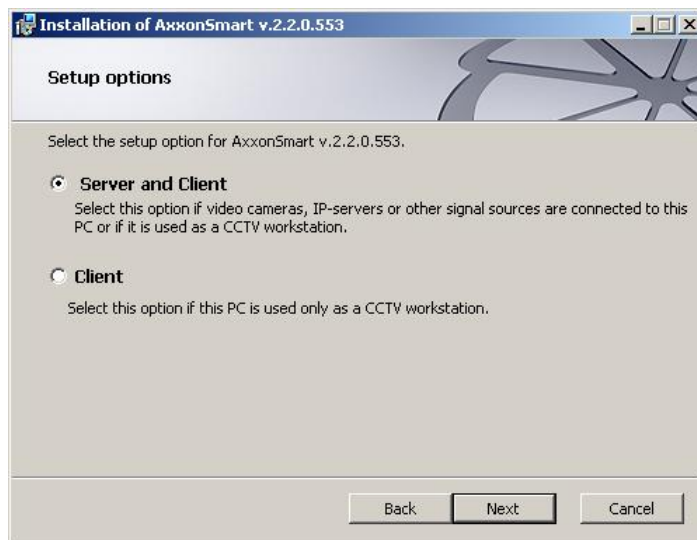 Installation of AxxonSmart v.2.2.0.553
Setup options
Select the setup option for AxxonSmart v.2.2.0.553.
Server and Client
Select this option if video cameras, IP-servers or other signal sources are connected to this
PC or if it is used as a CCTV workstation.
Client
Select this option if this PC is used only as a CCTV workstation.
Back Next Cancel